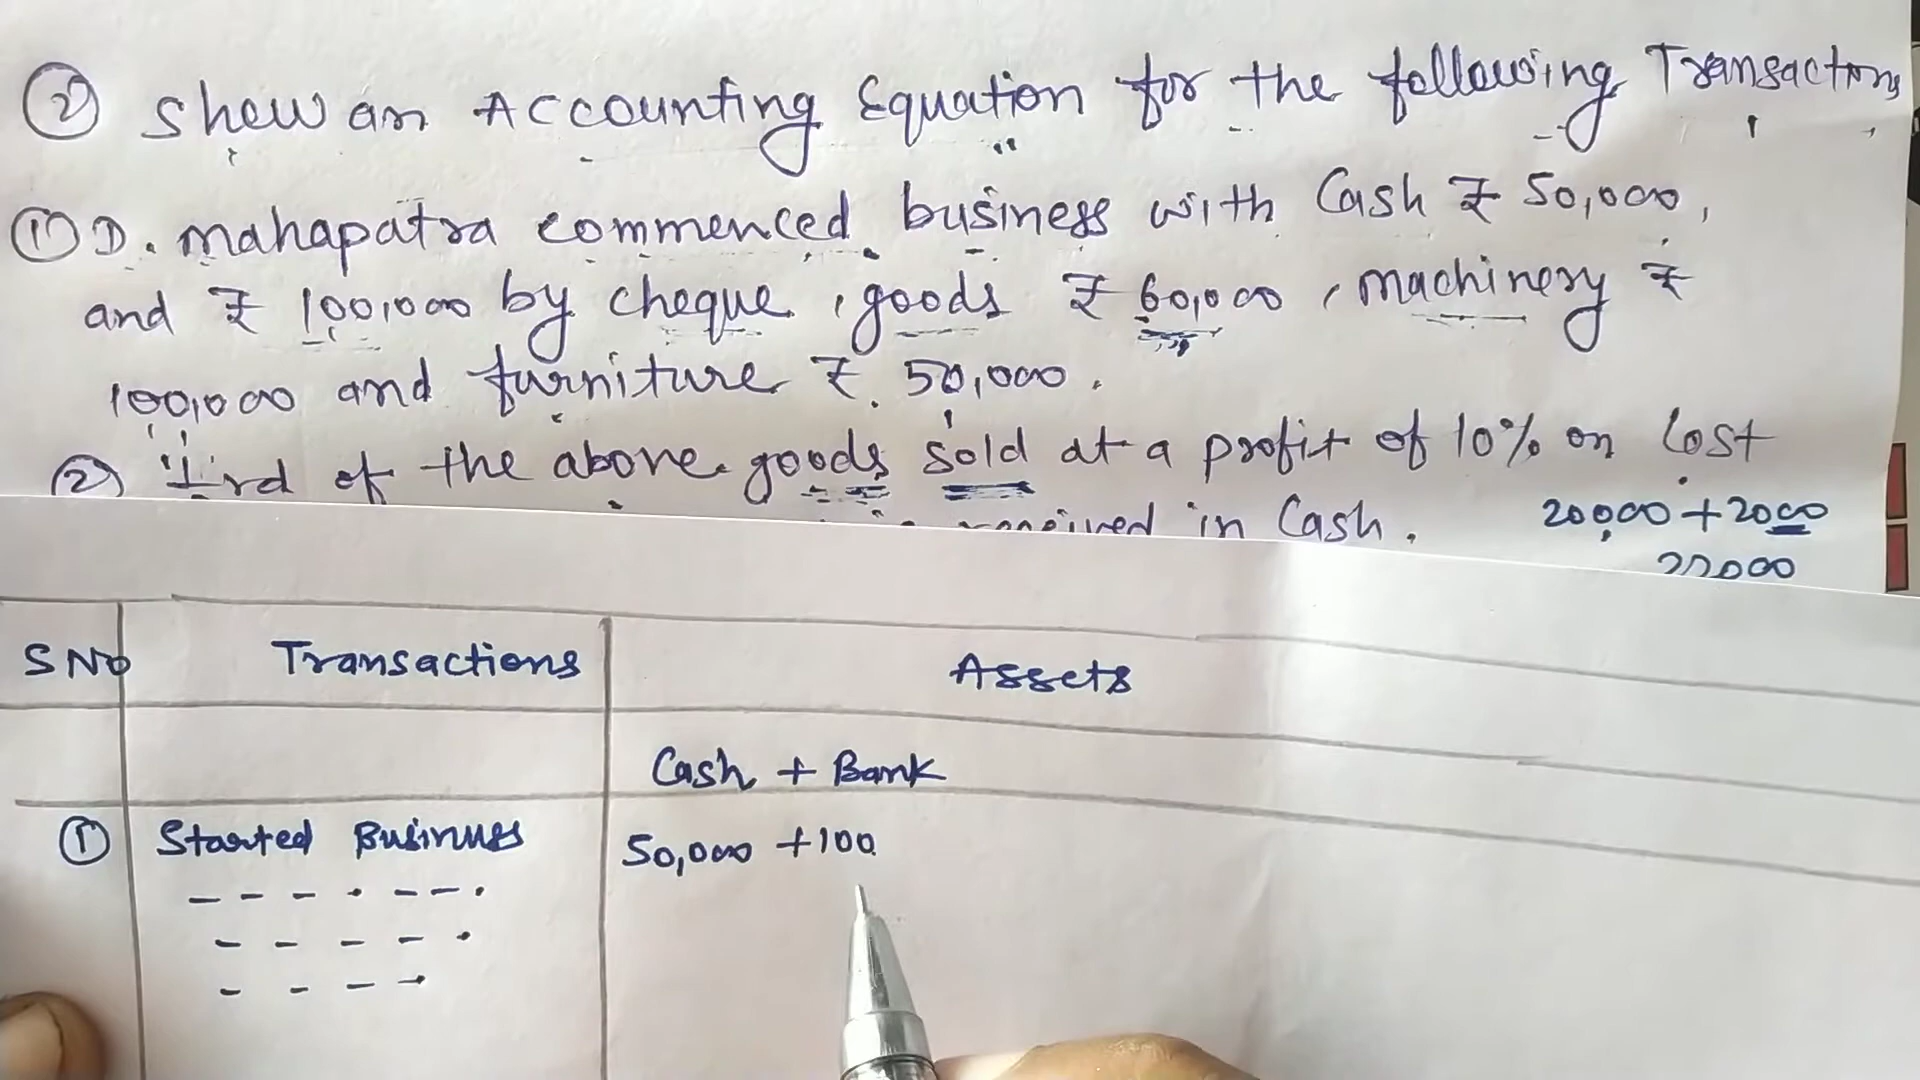 ② Show an Accounting Equation for the following Transactions
① D. Mahapatra commenced business with Cash ₹ 50,000,
and ₹ 100,000 by cheque, goods ₹ 60,000, machinery ₹
100,000 and furniture ₹ 50,000.
② rd of the above goods sold at a profit of 10% on Cost
received in Cash.
20,000 + 2000
22000
S No Transactions Assets
Cash + Bank
① Started Business 50,000 + 100